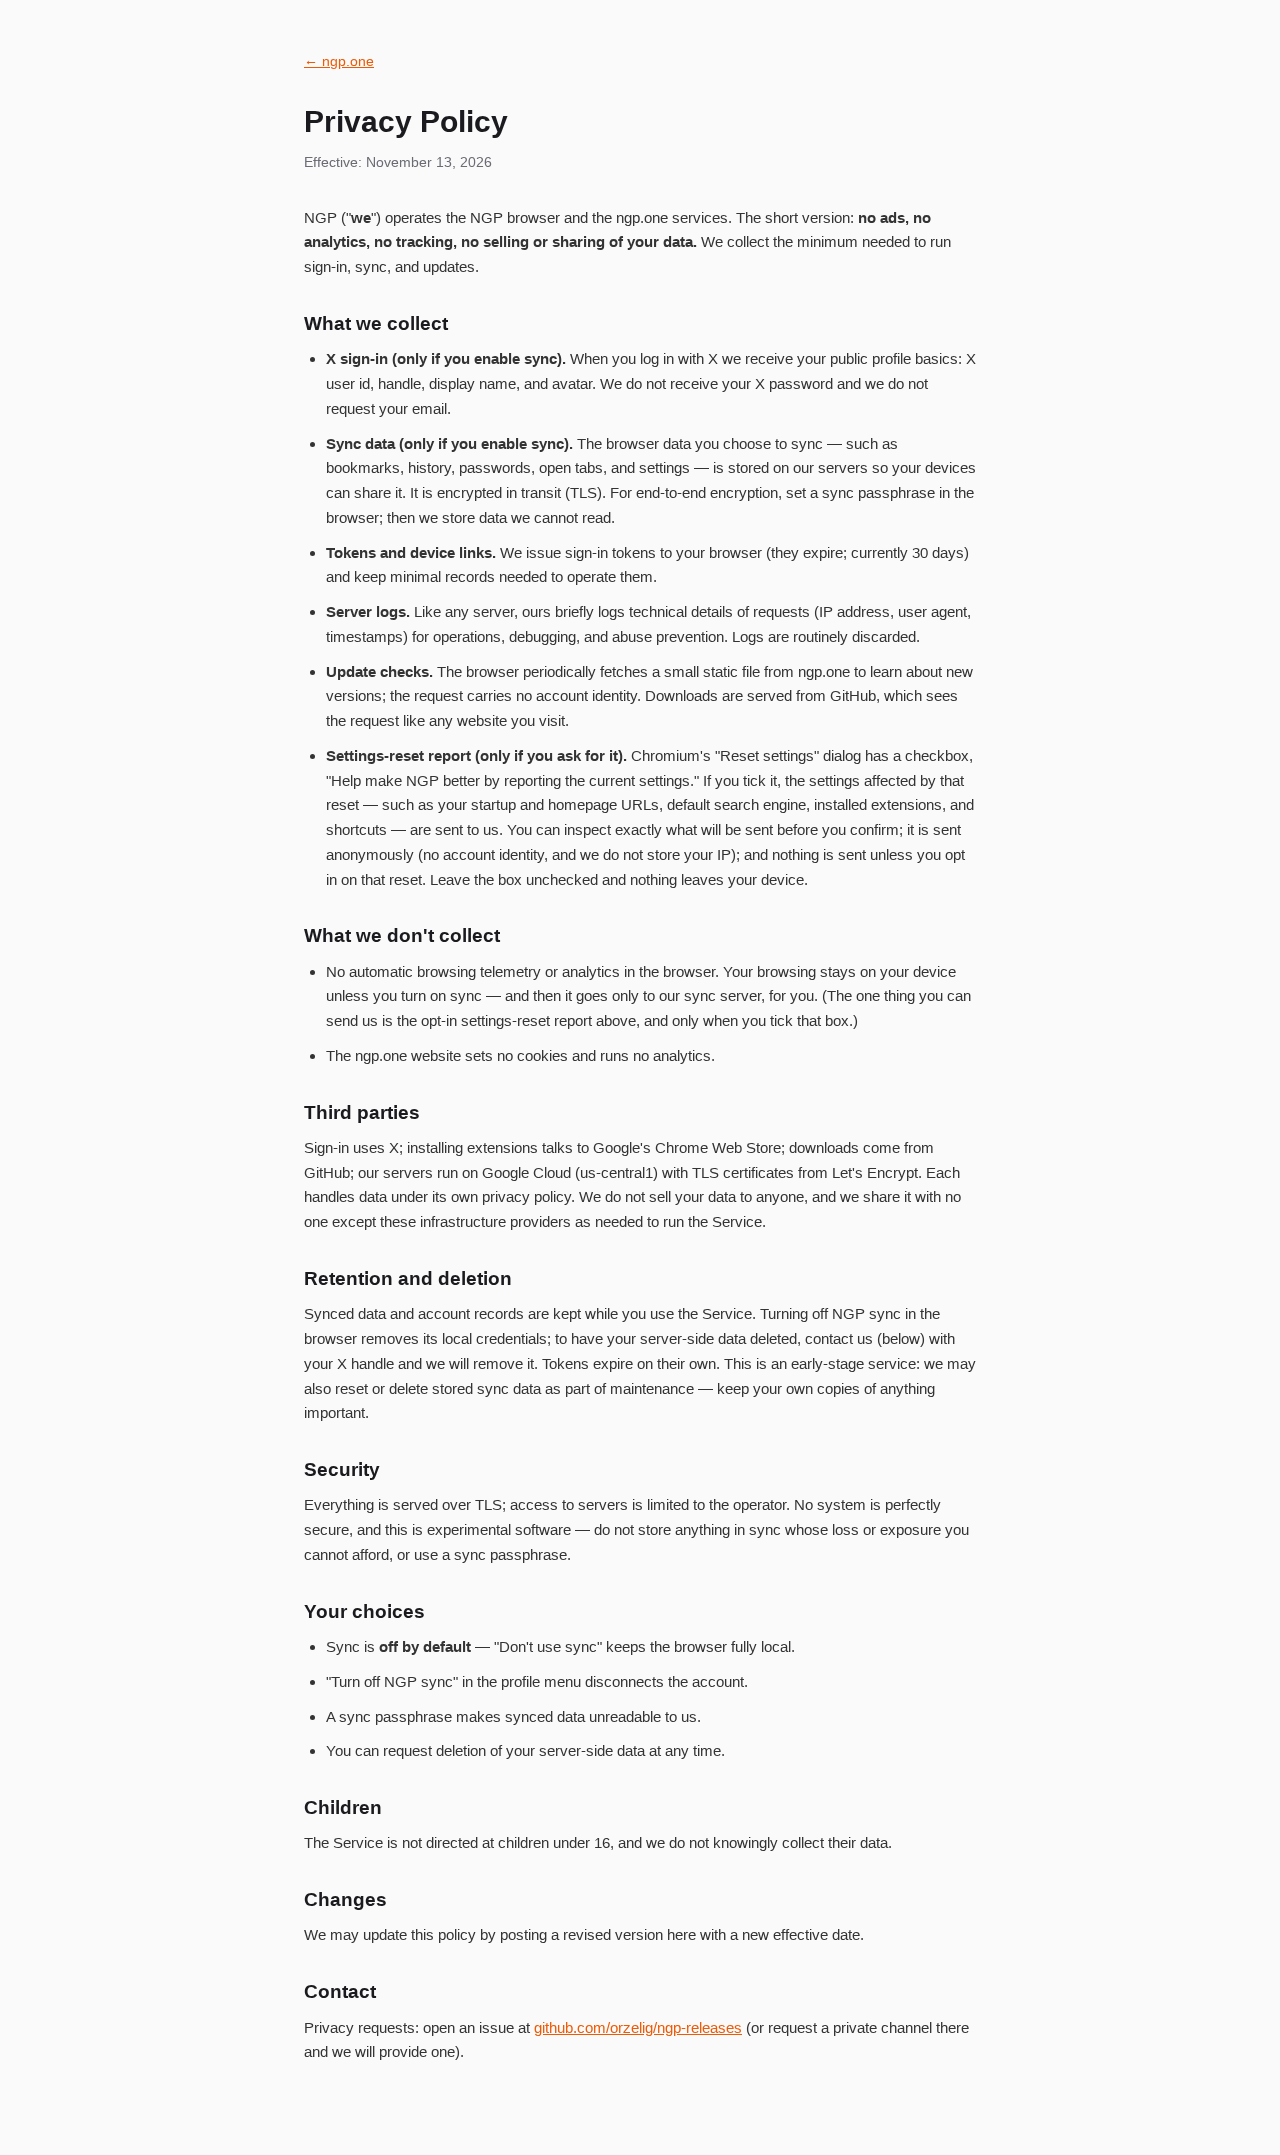 ← ngp.one
Privacy Policy
Effective: November 13, 2026
NGP ("we") operates the NGP browser and the ngp.one services. The short version: no ads, no
analytics, no tracking, no selling or sharing of your data. We collect the minimum needed to run
sign-in, sync, and updates.
What we collect
• X sign-in (only if you enable sync). When you log in with X we receive your public profile basics: X
user id, handle, display name, and avatar. We do not receive your X password and we do not
request your email.
• Sync data (only if you enable sync). The browser data you choose to sync — such as
bookmarks, history, passwords, open tabs, and settings — is stored on our servers so your devices
can share it. It is encrypted in transit (TLS). For end-to-end encryption, set a sync passphrase in the
browser; then we store data we cannot read.
• Tokens and device links. We issue sign-in tokens to your browser (they expire; currently 30 days)
and keep minimal records needed to operate them.
• Server logs. Like any server, ours briefly logs technical details of requests (IP address, user agent,
timestamps) for operations, debugging, and abuse prevention. Logs are routinely discarded.
• Update checks. The browser periodically fetches a small static file from ngp.one to learn about new
versions; the request carries no account identity. Downloads are served from GitHub, which sees
the request like any website you visit.
• Settings-reset report (only if you ask for it). Chromium's "Reset settings" dialog has a checkbox,
"Help make NGP better by reporting the current settings." If you tick it, the settings affected by that
reset — such as your startup and homepage URLs, default search engine, installed extensions, and
shortcuts — are sent to us. You can inspect exactly what will be sent before you confirm; it is sent
anonymously (no account identity, and we do not store your IP); and nothing is sent unless you opt
in on that reset. Leave the box unchecked and nothing leaves your device.
What we don't collect
• No automatic browsing telemetry or analytics in the browser. Your browsing stays on your device
unless you turn on sync — and then it goes only to our sync server, for you. (The one thing you can
send us is the opt-in settings-reset report above, and only when you tick that box.)
• The ngp.one website sets no cookies and runs no analytics.
Third parties
Sign-in uses X; installing extensions talks to Google's Chrome Web Store; downloads come from
GitHub; our servers run on Google Cloud (us-central1) with TLS certificates from Let's Encrypt. Each
handles data under its own privacy policy. We do not sell your data to anyone, and we share it with no
one except these infrastructure providers as needed to run the Service.
Retention and deletion
Synced data and account records are kept while you use the Service. Turning off NGP sync in the
browser removes its local credentials; to have your server-side data deleted, contact us (below) with
your X handle and we will remove it. Tokens expire on their own. This is an early-stage service: we may
also reset or delete stored sync data as part of maintenance — keep your own copies of anything
important.
Security
Everything is served over TLS; access to servers is limited to the operator. No system is perfectly
secure, and this is experimental software — do not store anything in sync whose loss or exposure you
cannot afford, or use a sync passphrase.
Your choices
• Sync is off by default — "Don't use sync" keeps the browser fully local.
• "Turn off NGP sync" in the profile menu disconnects the account.
• A sync passphrase makes synced data unreadable to us.
• You can request deletion of your server-side data at any time.
Children
The Service is not directed at children under 16, and we do not knowingly collect their data.
Changes
We may update this policy by posting a revised version here with a new effective date.
Contact
Privacy requests: open an issue at github.com/orzelig/ngp-releases (or request a private channel there
and we will provide one).